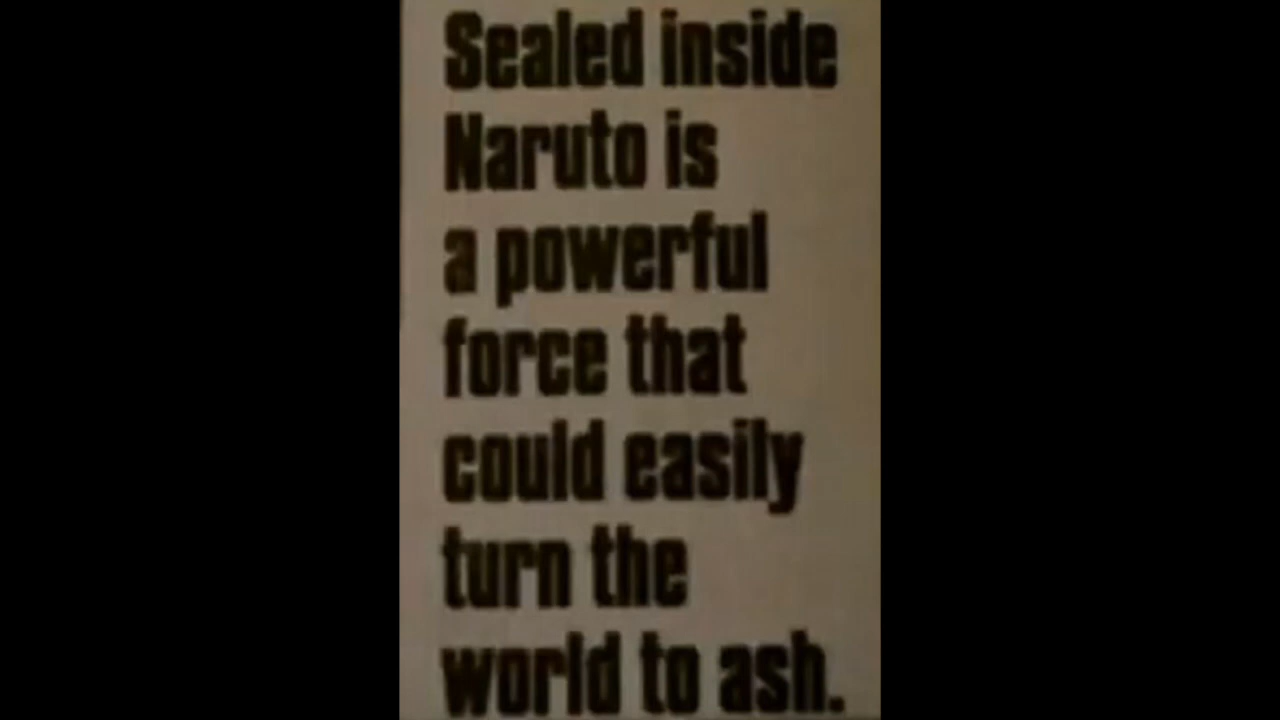 Sealed inside
Naruto is
a powerful
force that
could easily
turn the
world to ash.